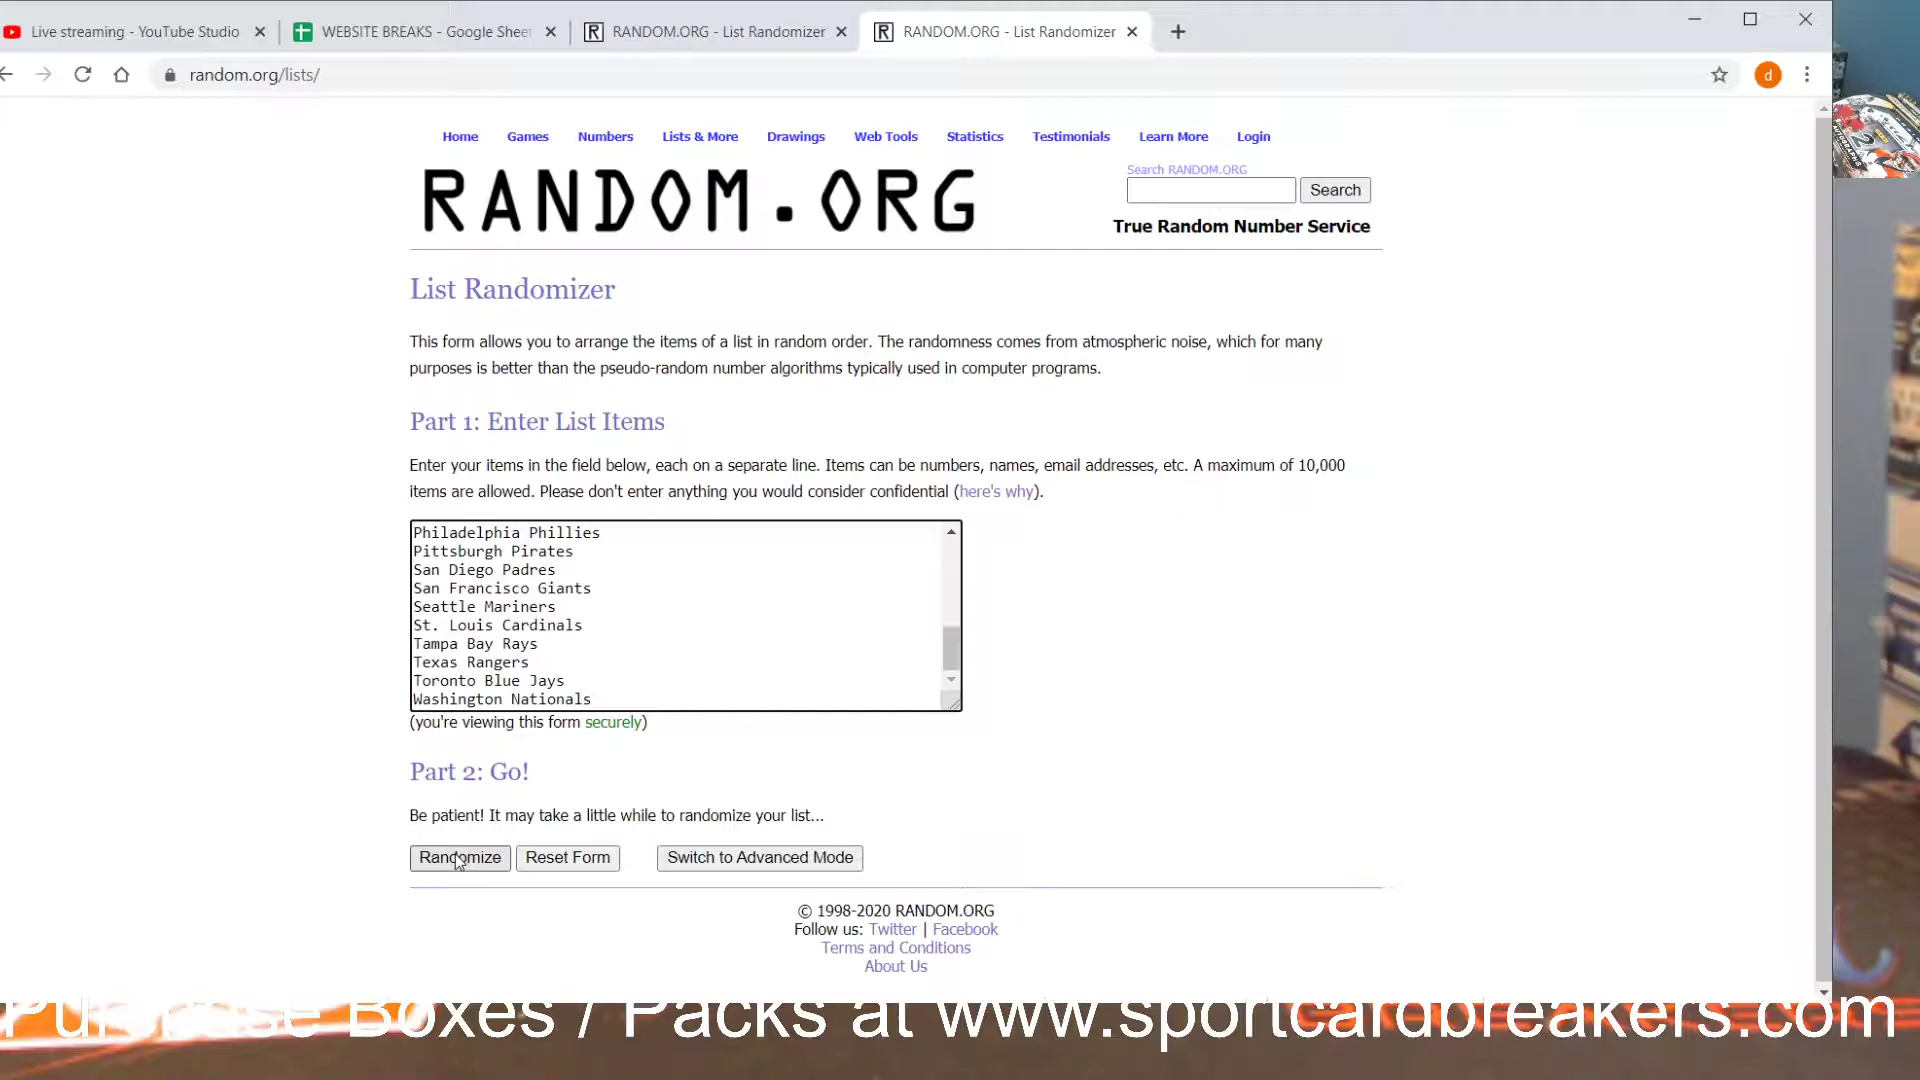 Live streaming - YouTube Studio
WEBSITE BREAKS - Google Shee
RANDOM.ORG - List Randomizer
RANDOM.ORG - List Randomizer
random.org/lists/
d
Home Games Numbers Lists & More Drawings Web Tools Statistics Testimonials Learn More Login
RANDOM.ORG
Search RANDOM.ORG
Search
True Random Number Service
List Randomizer
This form allows you to arrange the items of a list in random order. The randomness comes from atmospheric noise, which for many
purposes is better than the pseudo-random number algorithms typically used in computer programs.
Part 1: Enter List Items
Enter your items in the field below, each on a separate line. Items can be numbers, names, email addresses, etc. A maximum of 10,000
items are allowed. Please don't enter anything you would consider confidential (here's why).
Philadelphia Phillies
Pittsburgh Pirates
San Diego Padres
San Francisco Giants
Seattle Mariners
St. Louis Cardinals
Tampa Bay Rays
Texas Rangers
Toronto Blue Jays
Washington Nationals
(you're viewing this form securely)
Part 2: Go!
Be patient! It may take a little while to randomize your list...
Randomize Reset Form Switch to Advanced Mode
© 1998-2020 RANDOM.ORG
Follow us: Twitter | Facebook
Terms and Conditions
About Us
Purchase Boxes / Packs at www.sportcardbreakers.com